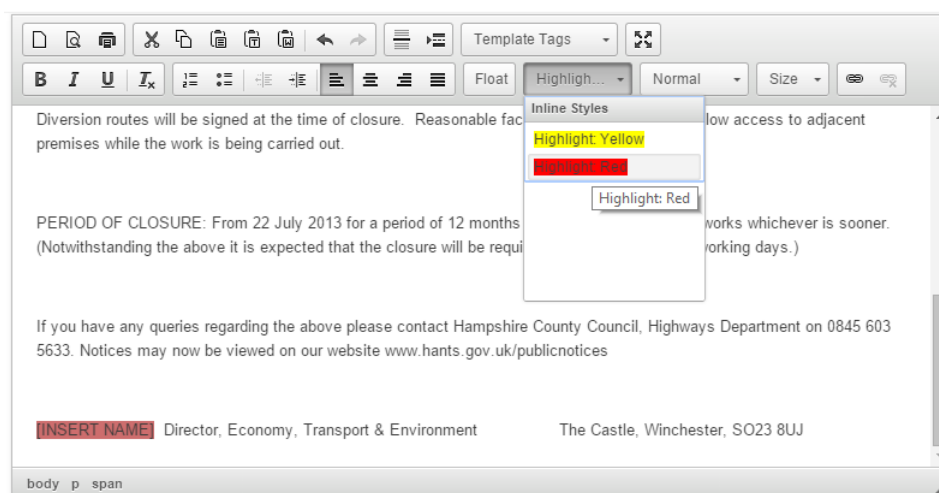 Template Tags
B I U Ix Float Highligh... Normal Size
Inline Styles
Highlight: Yellow
Highlight: Red
Highlight: Red
Diversion routes will be signed at the time of closure. Reasonable fac low access to adjacent
premises while the work is being carried out.
PERIOD OF CLOSURE: From 22 July 2013 for a period of 12 months works whichever is sooner.
(Notwithstanding the above it is expected that the closure will be requi orking days.)
If you have any queries regarding the above please contact Hampshire County Council, Highways Department on 0845 603
5633. Notices may now be viewed on our website www.hants.gov.uk/publicnotices
[INSERT NAME] Director, Economy, Transport & Environment The Castle, Winchester, SO23 8UJ
body p span